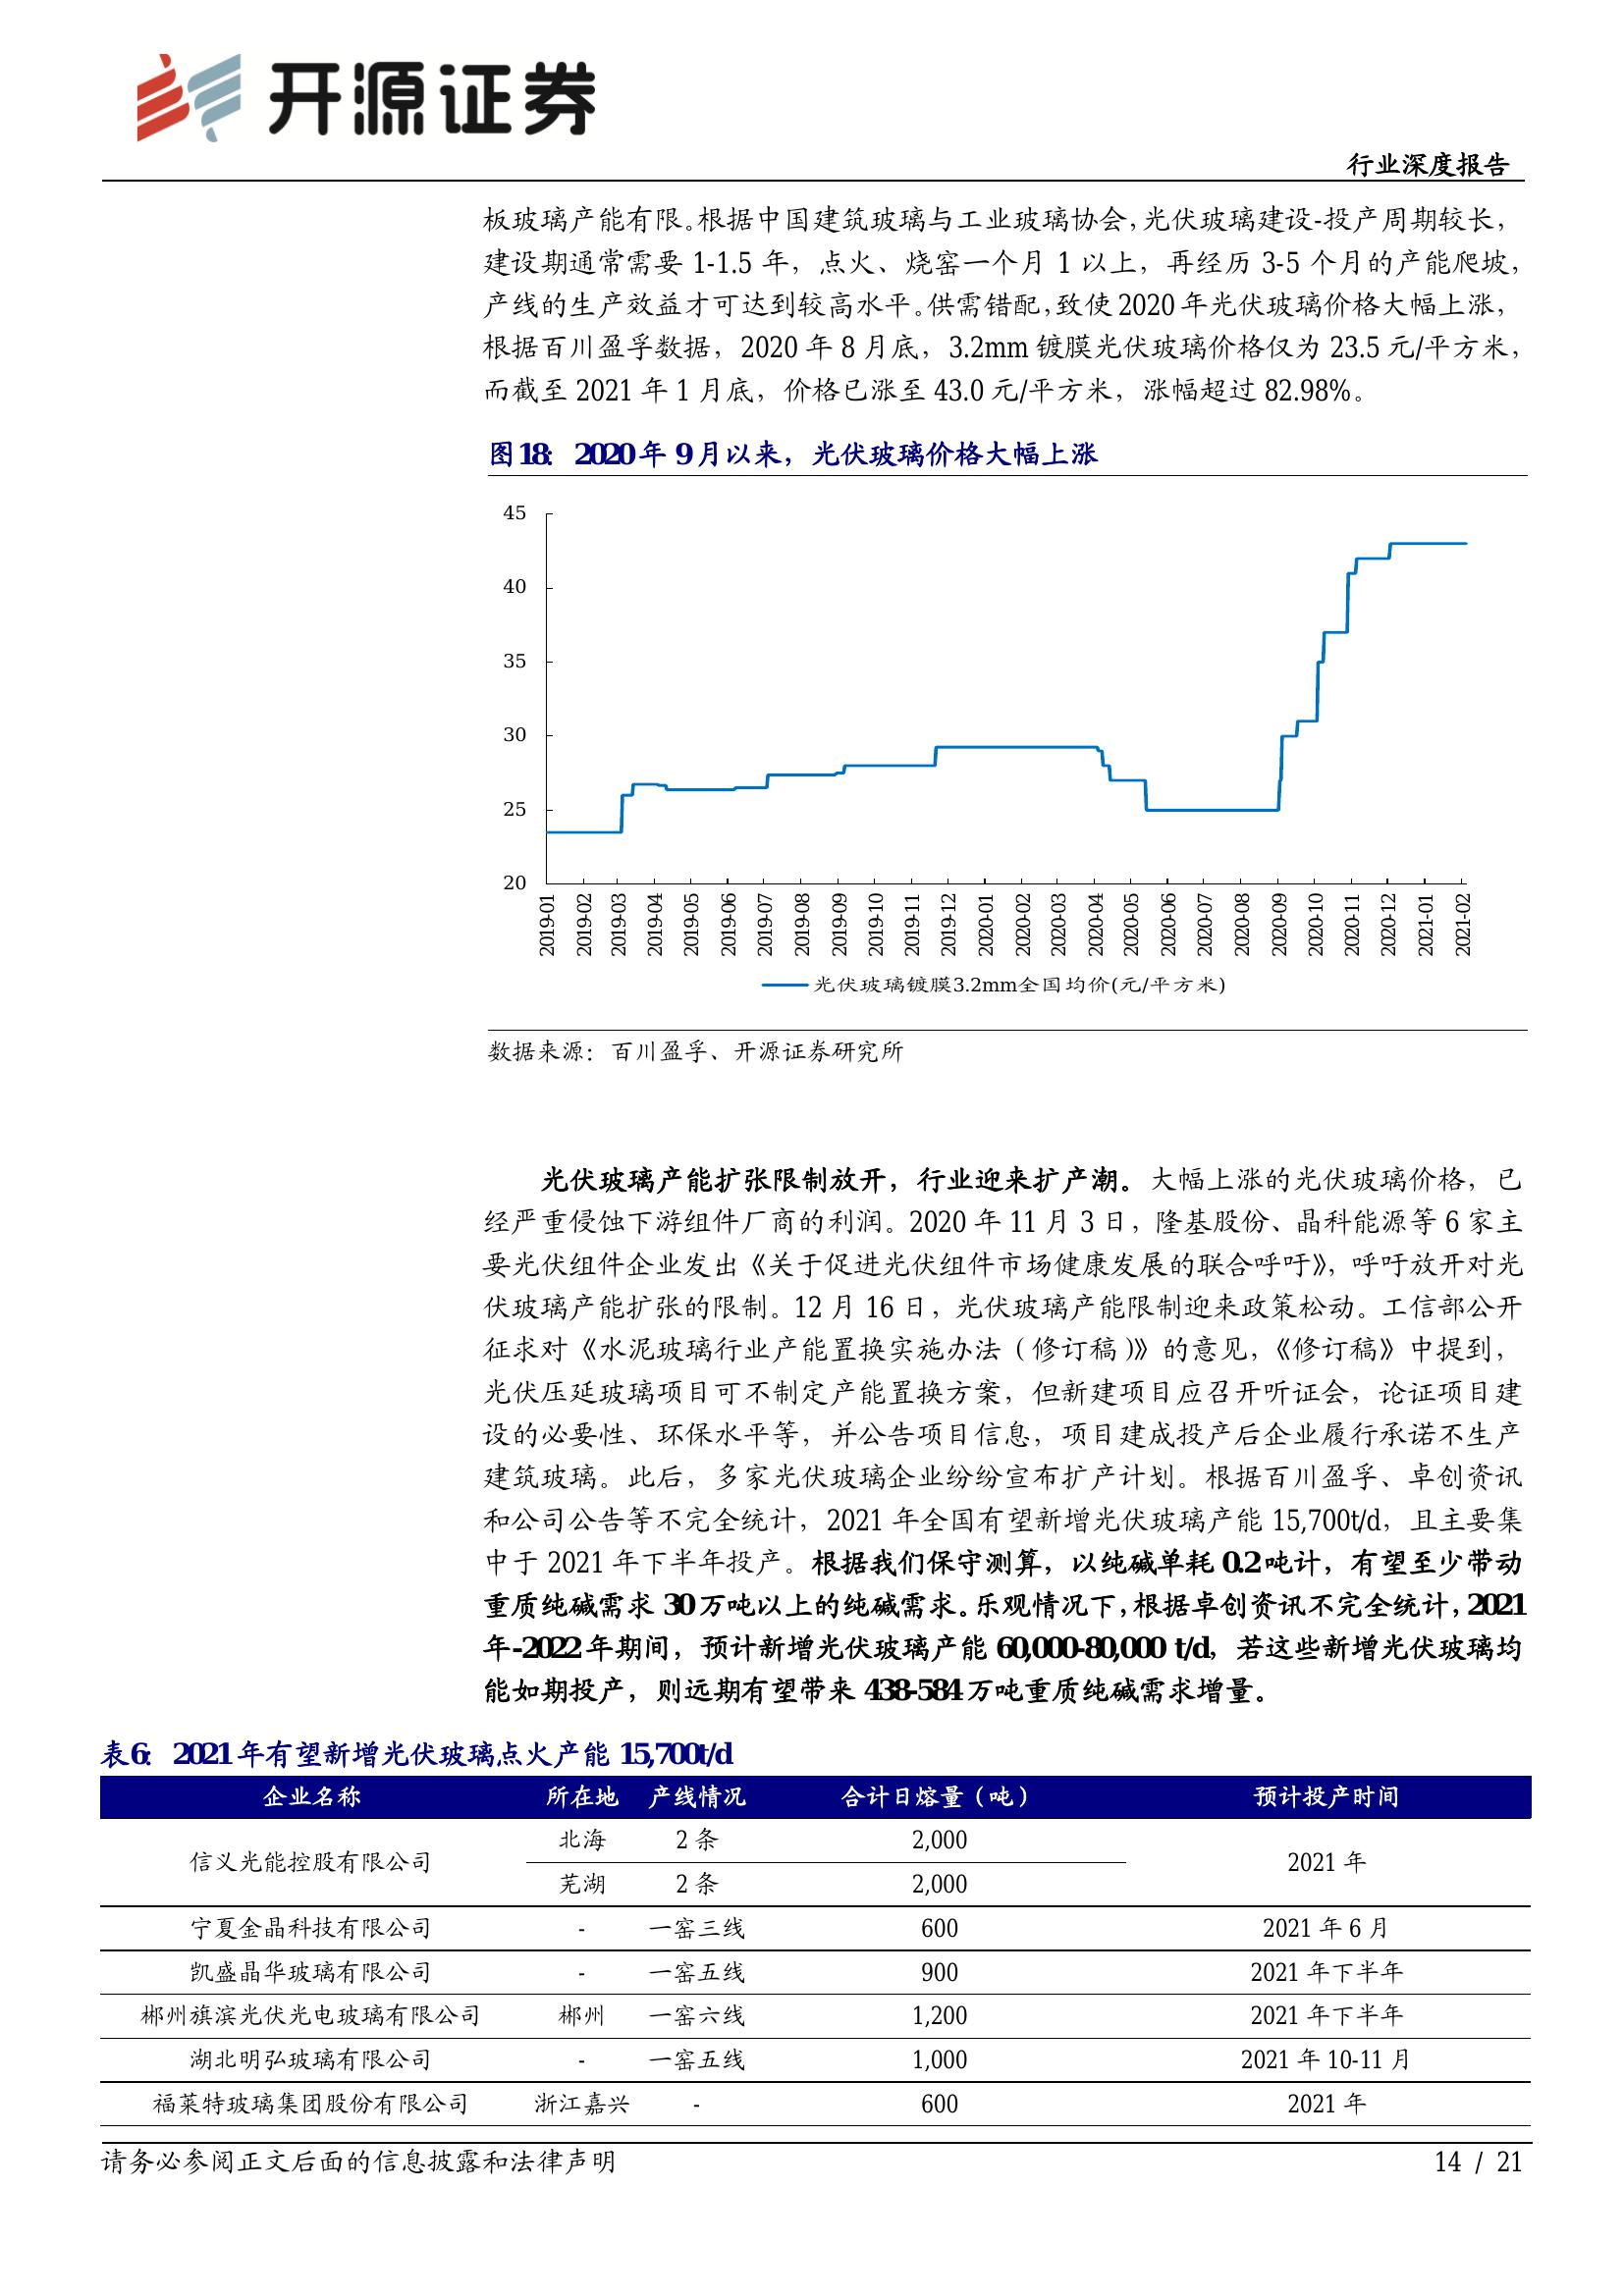 开源证券
行业深度报告
板玻璃产能有限。根据中国建筑玻璃与工业玻璃协会,光伏玻璃建设-投产周期较长，
建设期通常需要 1-1.5 年，点火、烧窑一个月 1 以上，再经历 3-5 个月的产能爬坡，
产线的生产效益才可达到较高水平。供需错配,致使 2020 年光伏玻璃价格大幅上涨，
根据百川盈孚数据，2020 年 8 月底，3.2mm 镀膜光伏玻璃价格仅为 23.5 元/平方米，
而截至 2021 年 1 月底，价格已涨至 43.0 元/平方米，涨幅超过 82.98%。
图18： 2020 年 9 月以来，光伏玻璃价格大幅上涨
45
40
35
30
25
20
2019-01 2019-02 2019-03 2019-04 2019-05 2019-06 2019-07 2019-08 2019-09 2019-10 2019-11 2019-12 2020-01 2020-02 2020-03 2020-04 2020-05 2020-06 2020-07 2020-08 2020-09 2020-10 2020-11 2020-12 2021-01 2021-02
光伏玻璃镀膜3.2mm全国均价(元/平方米)
数据来源：百川盈孚、开源证券研究所
光伏玻璃产能扩张限制放开，行业迎来扩产潮。大幅上涨的光伏玻璃价格，已
经严重侵蚀下游组件厂商的利润。2020 年 11 月 3 日，隆基股份、晶科能源等 6 家主
要光伏组件企业发出《关于促进光伏组件市场健康发展的联合呼吁》，呼吁放开对光
伏玻璃产能扩张的限制。12 月 16 日，光伏玻璃产能限制迎来政策松动。工信部公开
征求对《水泥玻璃行业产能置换实施办法（修订稿）》的意见，《修订稿》中提到，
光伏压延玻璃项目可不制定产能置换方案，但新建项目应召开听证会，论证项目建
设的必要性、环保水平等，并公告项目信息，项目建成投产后企业履行承诺不生产
建筑玻璃。此后，多家光伏玻璃企业纷纷宣布扩产计划。根据百川盈孚、卓创资讯
和公司公告等不完全统计，2021 年全国有望新增光伏玻璃产能 15,700t/d，且主要集
中于 2021 年下半年投产。根据我们保守测算，以纯碱单耗 0.2 吨计，有望至少带动
重质纯碱需求 30 万吨以上的纯碱需求。乐观情况下,根据卓创资讯不完全统计,2021
年-2022 年期间，预计新增光伏玻璃产能 60,000-80,000 t/d，若这些新增光伏玻璃均
能如期投产，则远期有望带来 438-584 万吨重质纯碱需求增量。
表6： 2021 年有望新增光伏玻璃点火产能 15,700t/d
企业名称 所在地 产线情况 合计日熔量（吨） 预计投产时间
信义光能控股有限公司 北海 2 条 2,000 2021 年
芜湖 2 条 2,000
宁夏金晶科技有限公司 - 一窑三线 600 2021 年 6 月
凯盛晶华玻璃有限公司 - 一窑五线 900 2021 年下半年
郴州旗滨光伏光电玻璃有限公司 郴州 一窑六线 1,200 2021 年下半年
湖北明弘玻璃有限公司 - 一窑五线 1,000 2021 年 10-11 月
福莱特玻璃集团股份有限公司 浙江嘉兴 - 600 2021 年
请务必参阅正文后面的信息披露和法律声明
14 / 21